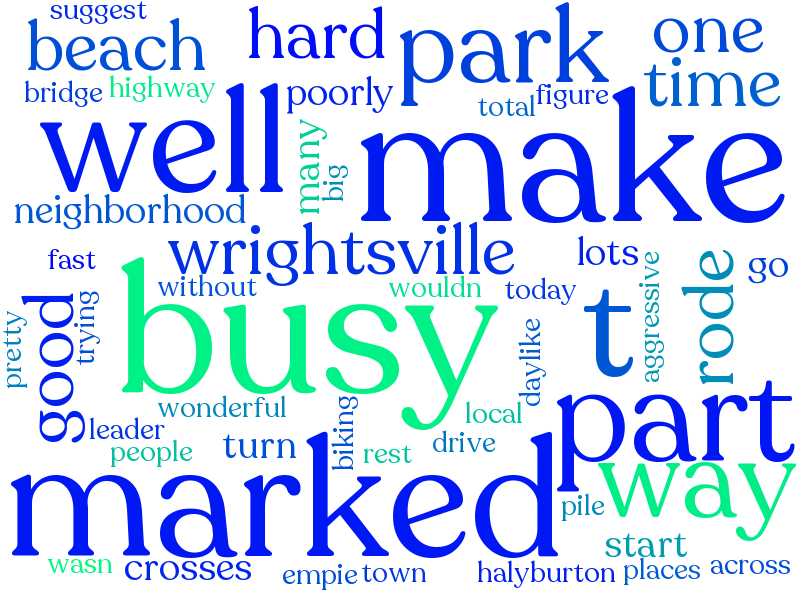 suggest
beach
hard
park
one
time
bridge
highway
poorly
total
figure
well
many
big
make
neighborhood
wrightsville
lots
go
fast
without
wouldn
today
aggressive
rode
pretty
good
trying
busy
daylike
t
wonderful
local
part
leader
people
turn
biking
rest
drive
marked
way
pile
start
wasn
crosses
empie
town
halyburton
places
across